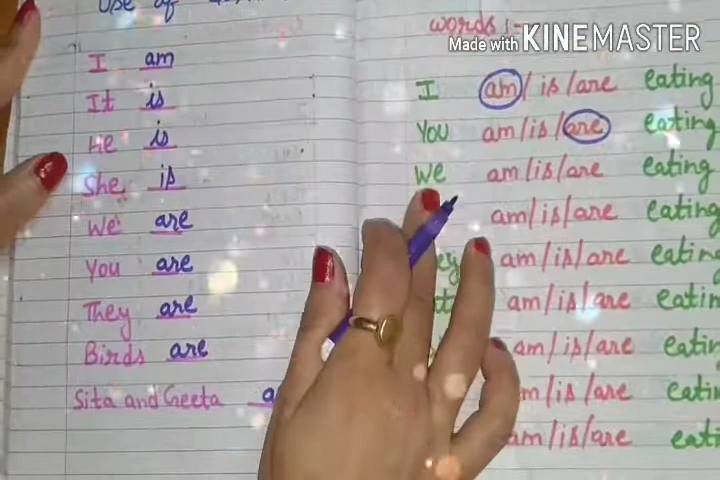 Use of
I am
It is
He is
She is
We are
You are
They are
Birds are
Sita and Geeta a
words :-
Made with KINEMASTER
I am/is/are eating
You am/is/are eating
We am/is/are eating
am/is/are eating
ey am/is/are eating
am/is/are eating
am/is/are eatin
am/is/are eatin
am/is/are eati